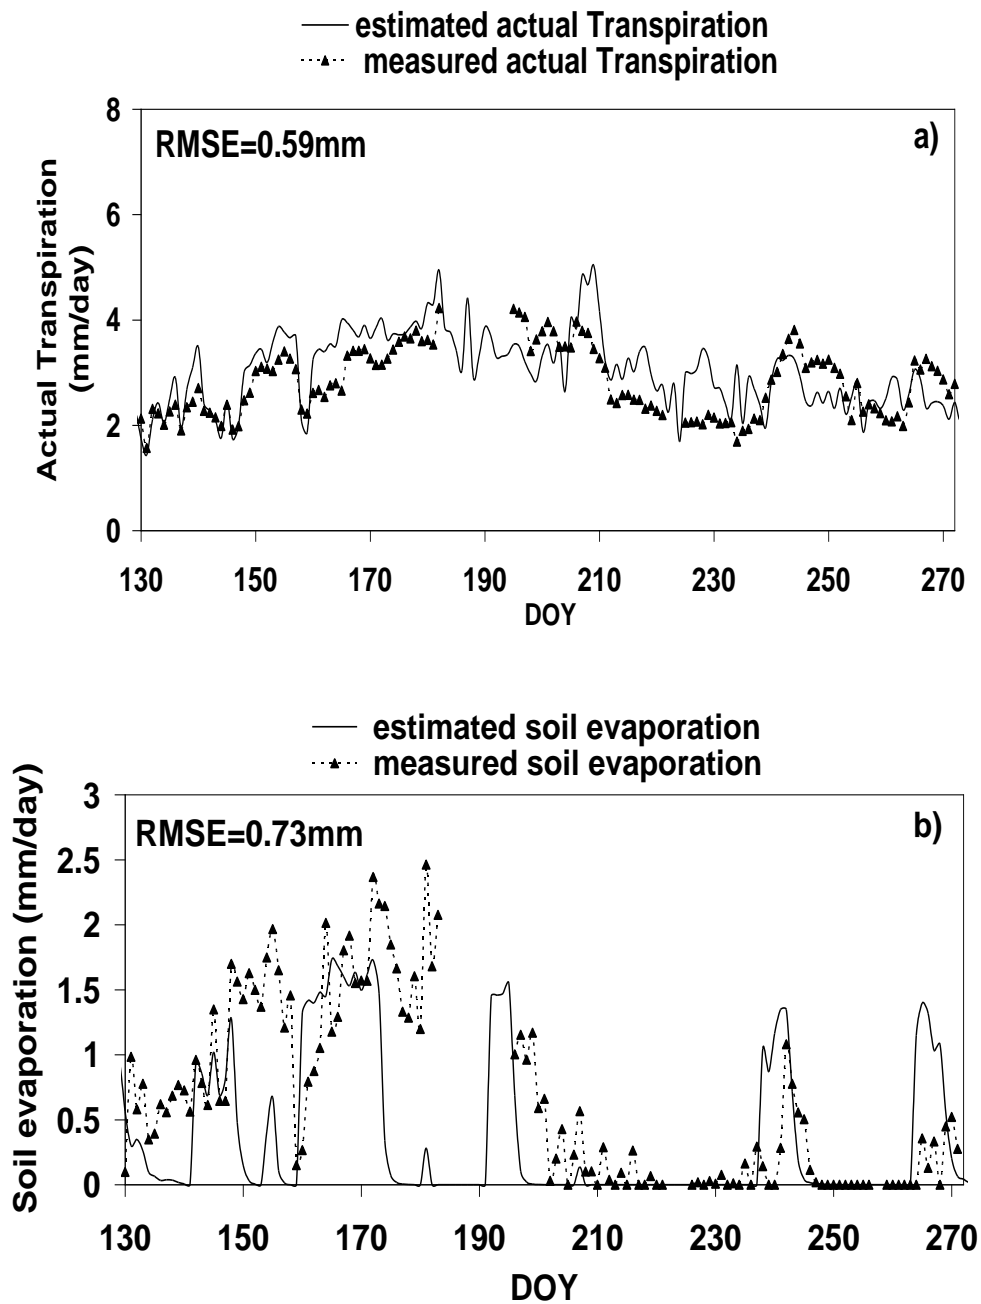 estimated actual Transpiration
measured actual Transpiration
RMSE=0.59mm
a)
Actual Transpiration
(mm/day)
8
6
4
2
0
130 150 170 190 210 230 250 270
DOY
estimated soil evaporation
measured soil evaporation
RMSE=0.73mm
b)
Soil evaporation (mm/day)
3
2.5
2
1.5
1
0.5
0
130 150 170 190 210 230 250 270
DOY